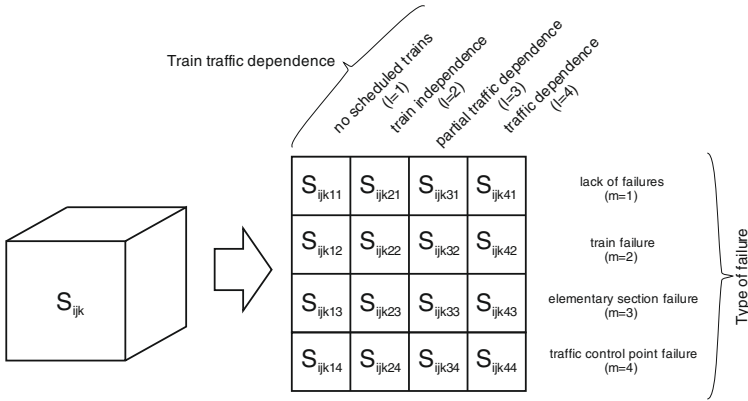 Train traffic dependence
no scheduled trains
(l=1)
train independence
(l=2)
partial traffic dependence
(l=3)
traffic dependence
(l=4)
S_ijk
S_ijk11 S_ijk21 S_ijk31 S_ijk41
lack of failures
(m=1)
S_ijk12 S_ijk22 S_ijk32 S_ijk42
train failure
(m=2)
S_ijk13 S_ijk23 S_ijk33 S_ijk43
elementary section failure
(m=3)
S_ijk14 S_ijk24 S_ijk34 S_ijk44
traffic control point failure
(m=4)
Type of failure